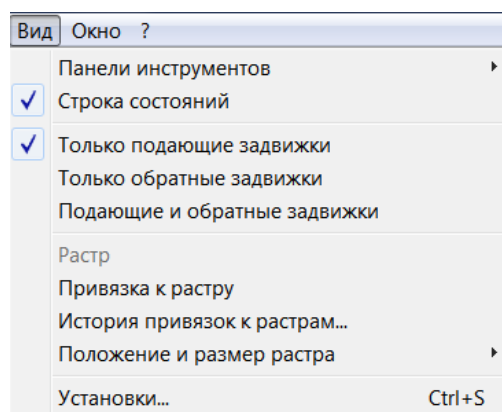 Вид Окно ?
Панели инструментов
Строка состояний
Только подающие задвижки
Только обратные задвижки
Подающие и обратные задвижки
Растр
Привязка к растру
История привязок к растрам...
Положение и размер растра
Установки... Ctrl+S